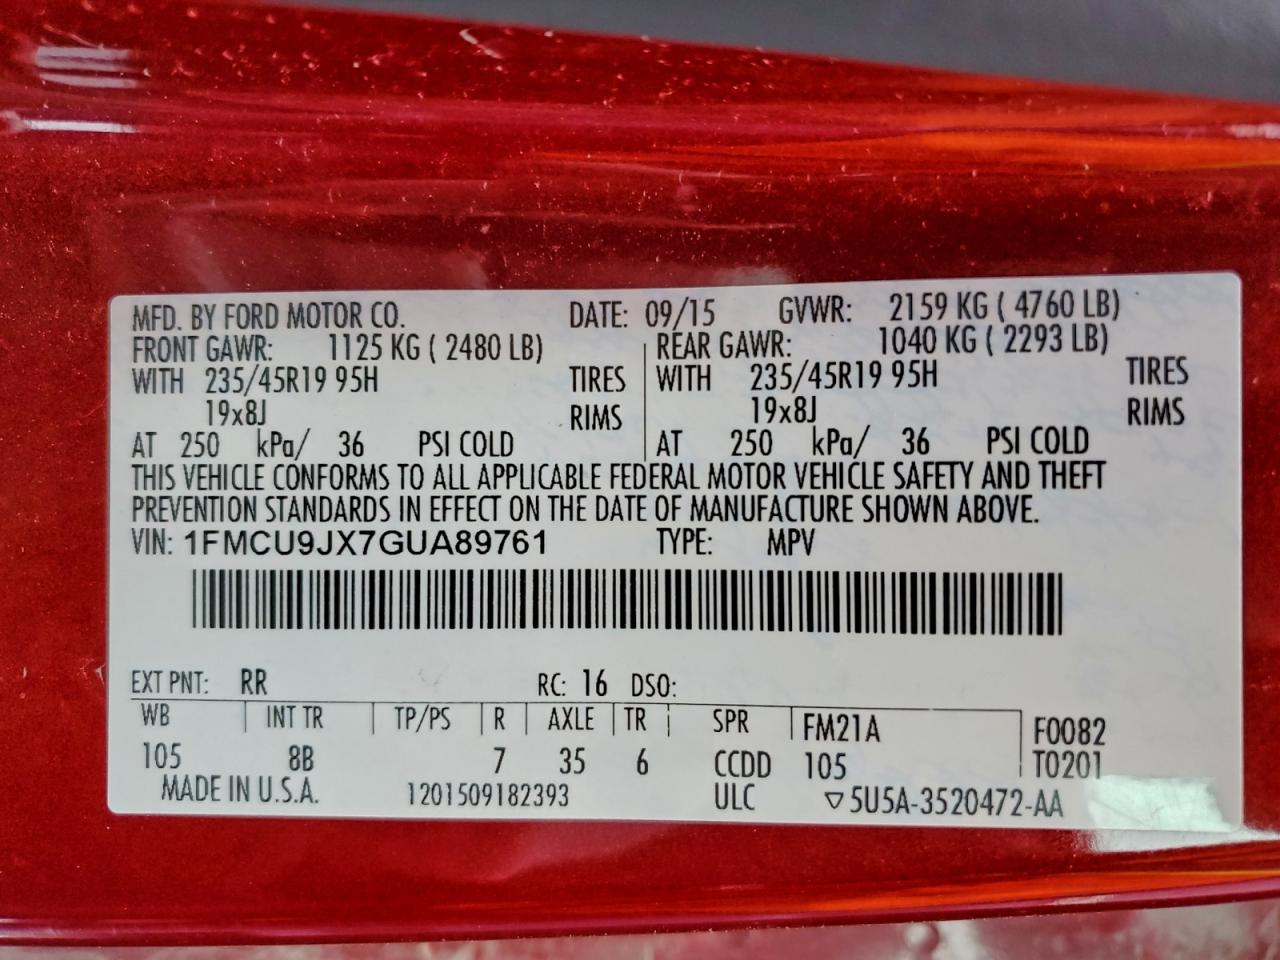 MFD. BY FORD MOTOR CO. DATE: 09/15 GVWR: 2159 KG ( 4760 LB)
FRONT GAWR: 1125 KG ( 2480 LB) REAR GAWR: 1040 KG ( 2293 LB)
WITH 235/45R19 95H TIRES WITH 235/45R19 95H TIRES
19x8J RIMS 19x8J RIMS
AT 250 kPa/ 36 PSI COLD AT 250 kPa/ 36 PSI COLD
THIS VEHICLE CONFORMS TO ALL APPLICABLE FEDERAL MOTOR VEHICLE SAFETY AND THEFT
PREVENTION STANDARDS IN EFFECT ON THE DATE OF MANUFACTURE SHOWN ABOVE.
VIN: 1FMCU9JX7GUA89761 TYPE: MPV
EXT PNT: RR RC: 16 DSO:
WB INT TR TP/PS R AXLE TR SPR FM21A F0082
105 8B 7 35 6 CCDD 105 T0201
MADE IN U.S.A. 1201509182393 ULC ▽5U5A-3520472-AA